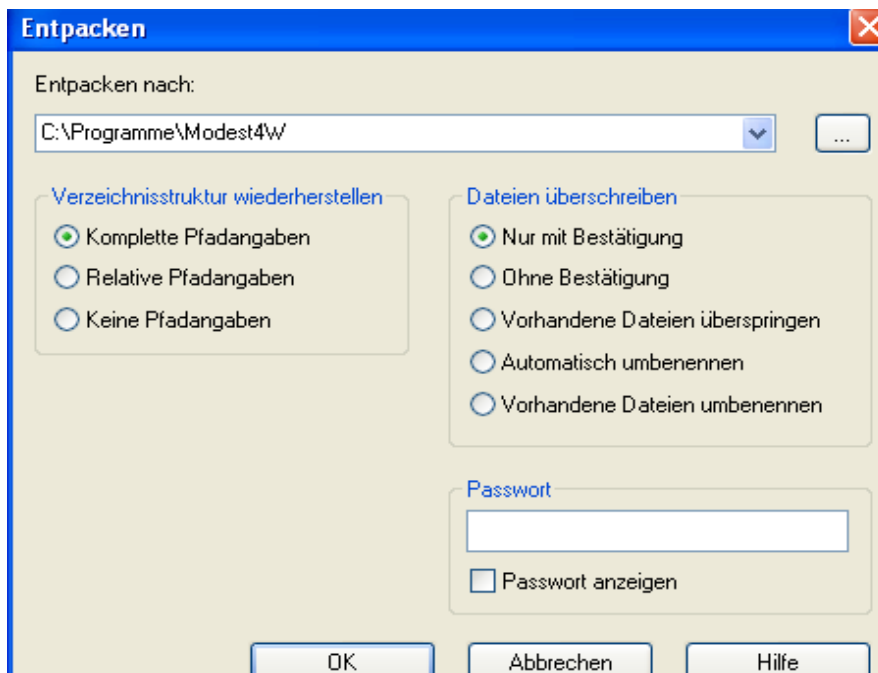 Entpacken
Entpacken nach:
C:\Programme\Modest4W
...
Verzeichnisstruktur wiederherstellen
Komplette Pfadangaben
Relative Pfadangaben
Keine Pfadangaben
Dateien überschreiben
Nur mit Bestätigung
Ohne Bestätigung
Vorhandene Dateien überspringen
Automatisch umbenennen
Vorhandene Dateien umbenennen
Passwort
Passwort anzeigen
OK
Abbrechen
Hilfe